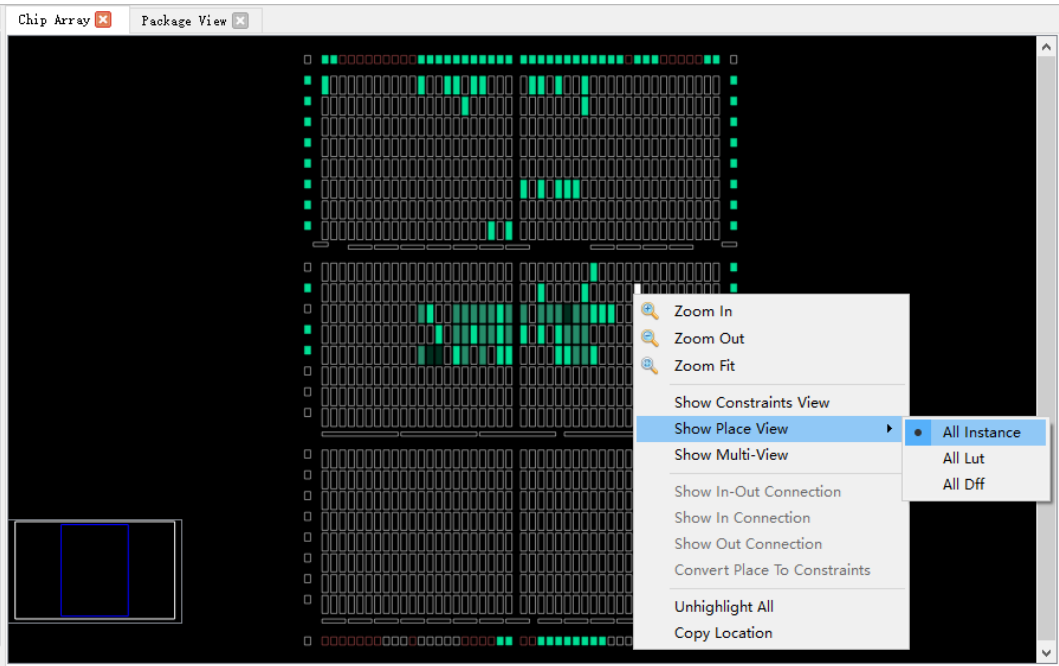 Chip Array
Package View
Zoom In
Zoom Out
Zoom Fit
Show Constraints View
Show Place View
All Instance
All Lut
All Dff
Show Multi-View
Show In-Out Connection
Show In Connection
Show Out Connection
Convert Place To Constraints
Unhighlight All
Copy Location